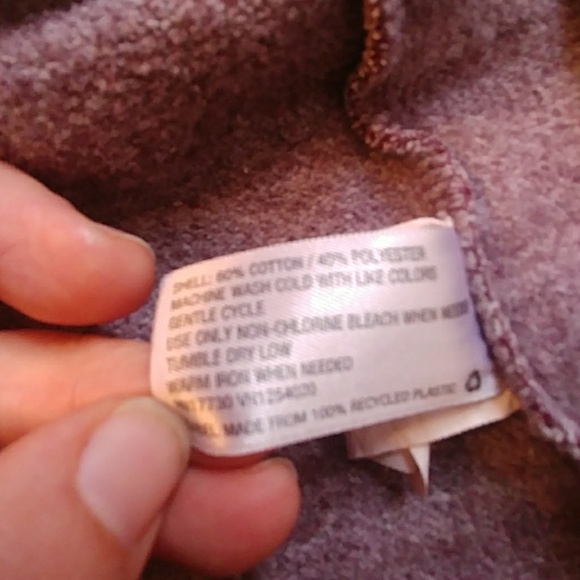 SHELL: 60% COTTON / 40% POLYESTER
MACHINE WASH COLD WITH LIKE COLORS
GENTLE CYCLE
USE ONLY NON-CHLORINE BLEACH WHEN NEEDED
TUMBLE DRY LOW
WARM IRON WHEN NEEDED
MADE FROM 100% RECYCLED PLASTIC